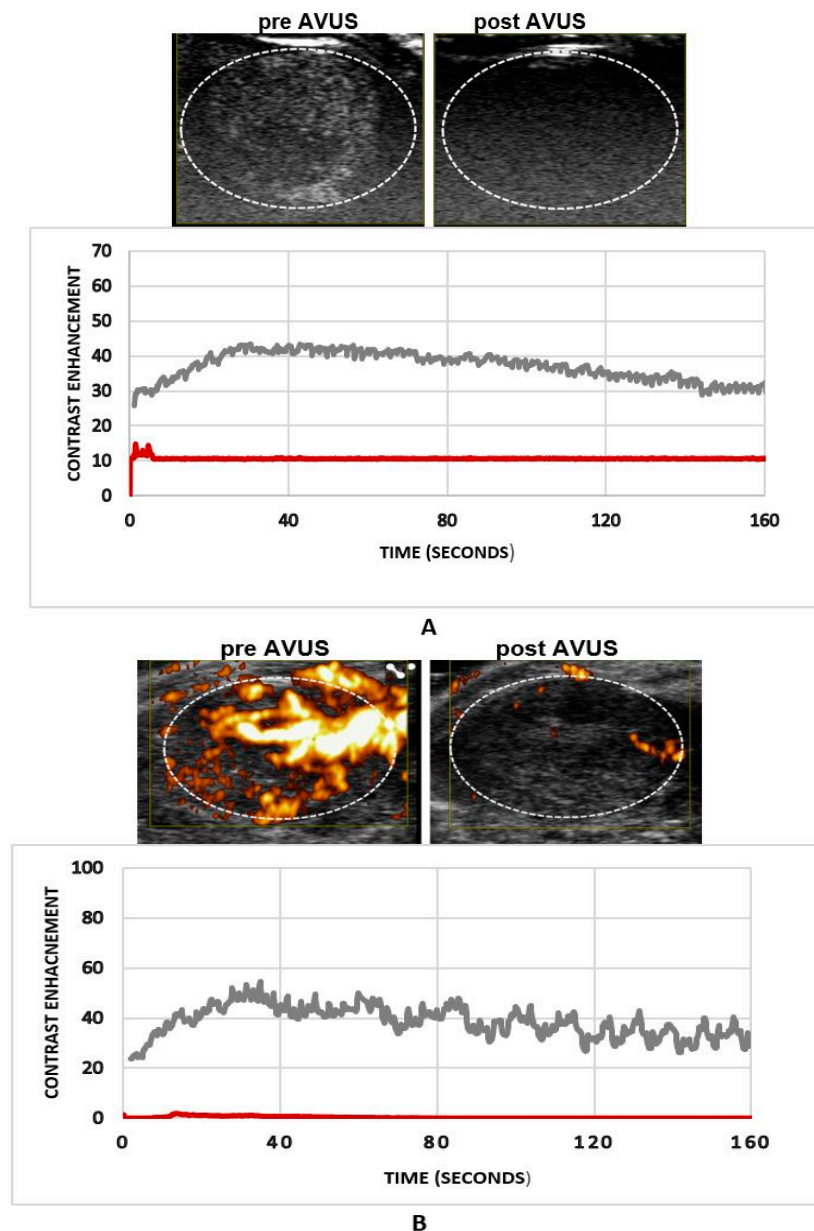 pre AVUS post AVUS
70
60
50
40
30
20
10
0
CONTRAST ENHANCEMENT
0 40 80 120 160
TIME (SECONDS)
A
pre AVUS post AVUS
100
80
60
40
20
0
CONTRAST ENHACNEMENT
0 40 80 120 160
TIME (SECONDS)
B